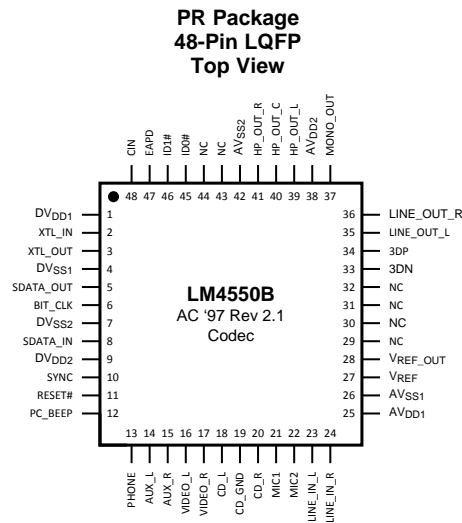 PR Package
48-Pin LQFP
Top View
CIN
EAPD
ID1#
ID0#
NC
NC
AVSS2
HP_OUT_R
HP_OUT_C
HP_OUT_L
AVDD2
MONO_OUT
48 47 46 45 44 43 42 41 40 39 38 37
DVDD1 1
XTL_IN 2
XTL_OUT 3
DVSS1 4
SDATA_OUT 5
BIT_CLK 6
DVSS2 7
SDATA_IN 8
DVDD2 9
SYNC 10
RESET# 11
PC_BEEP 12
LM4550B
AC '97 Rev 2.1
Codec
36 LINE_OUT_R
35 LINE_OUT_L
34 3DP
33 3DN
32 NC
31 NC
30 NC
29 NC
28 VREF_OUT
27 VREF
26 AVSS1
25 AVDD1
13 14 15 16 17 18 19 20 21 22 23 24
PHONE
AUX_L
AUX_R
VIDEO_L
VIDEO_R
CD_L
CD_GND
CD_R
MIC1
MIC2
LINE_IN_L
LINE_IN_R